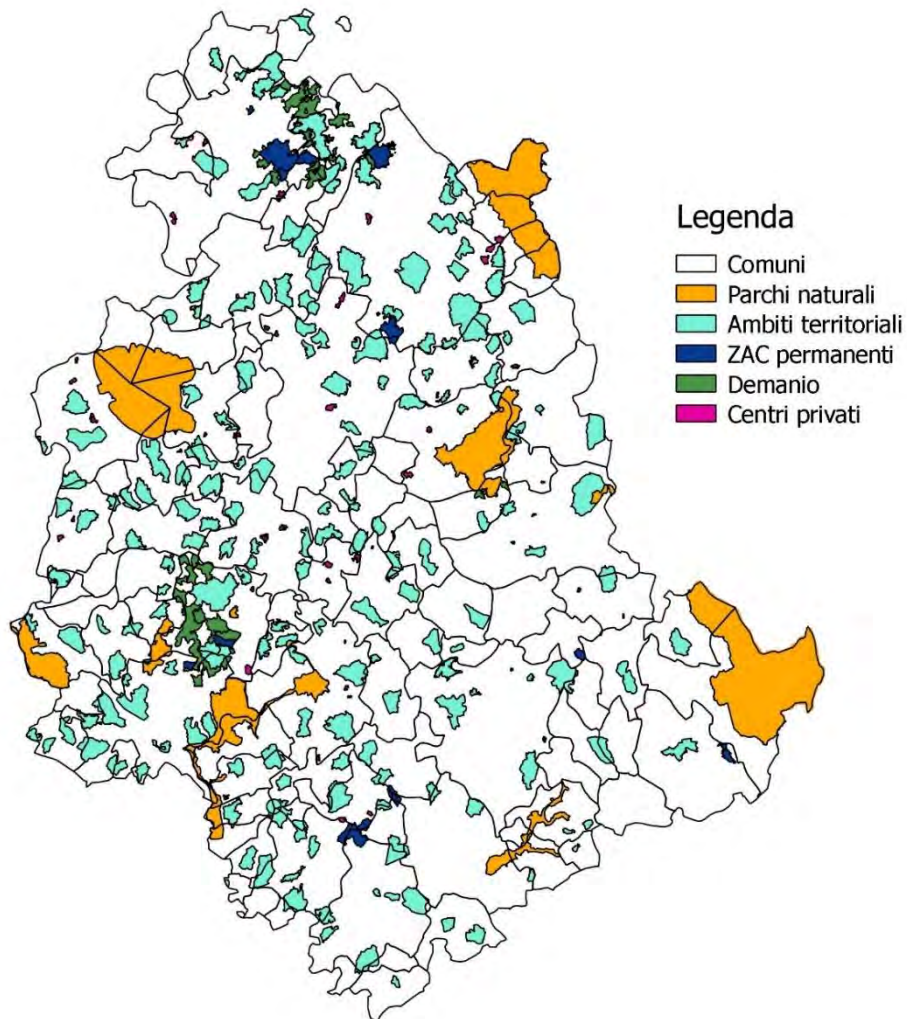 Legenda
Comuni
Parchi naturali
Ambiti territoriali
ZAC permanenti
Demanio
Centri privati